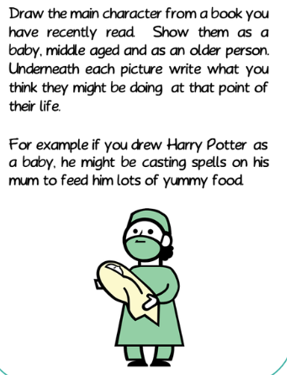 Draw the main character from a book you
have recently read. Show them as a
baby, middle aged and as an older person.
Underneath each picture write what you
think they might be doing at that point of
their life.
For example if you drew Harry Potter as
a baby, he might be casting spells on his
mum to feed him lots of yummy food.